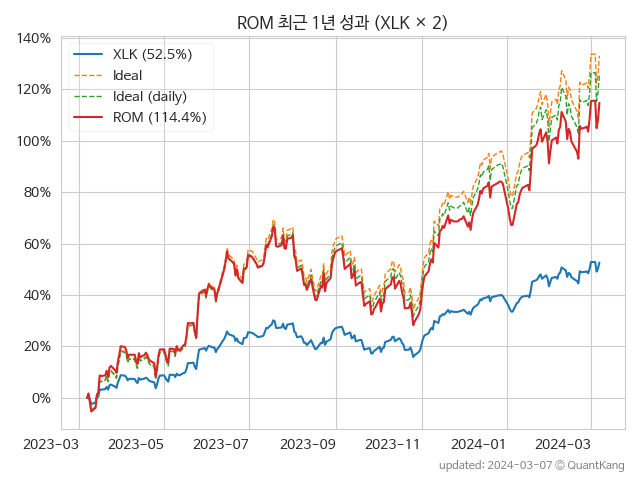 ROM 최근 1년 성과 (XLK × 2)
XLK (52.5%)
Ideal
Ideal (daily)
ROM (114.4%)
140%
120%
100%
80%
60%
40%
20%
0%
2023−03 2023−05 2023−07 2023−09 2023−11 2024−01 2024−03
updated: 2024-03-07 © QuantKang